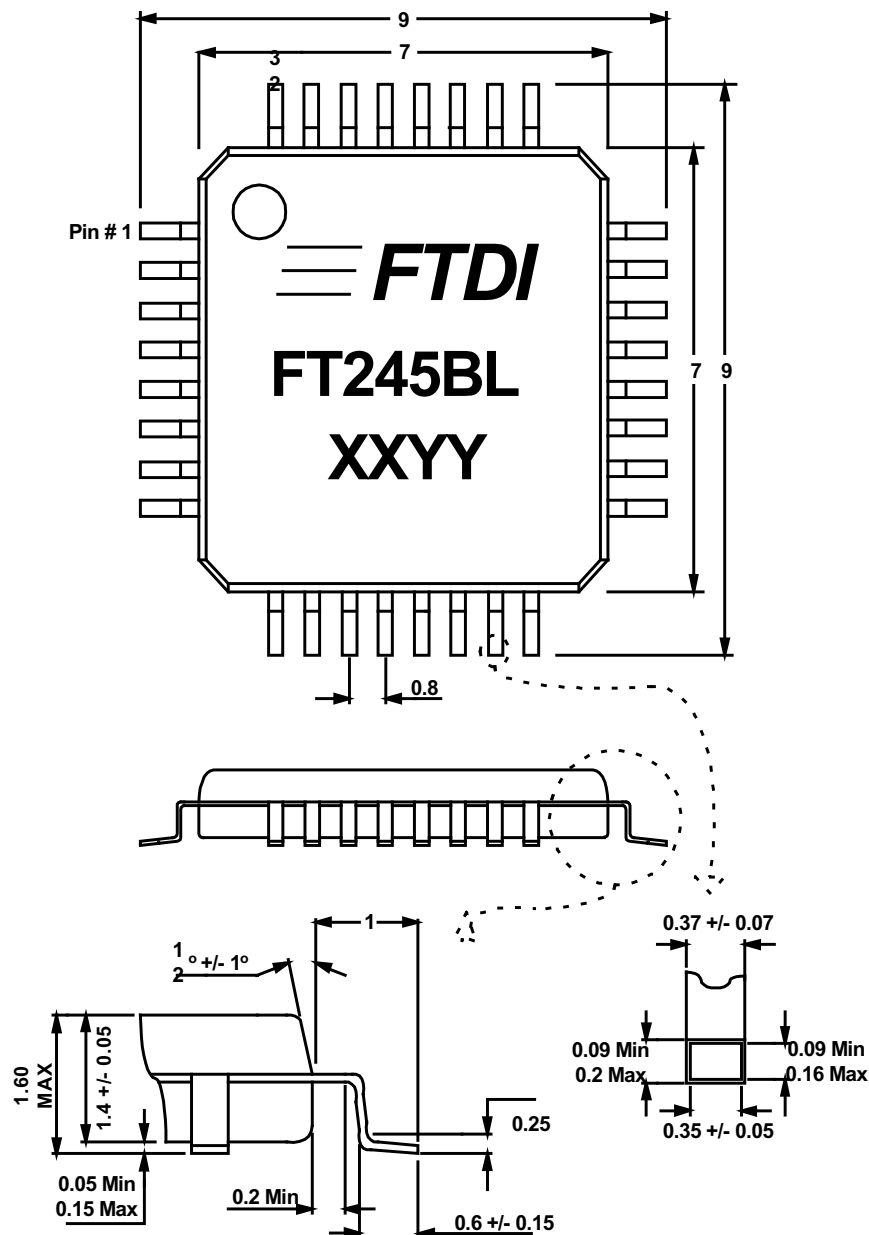 9
7
3
2
Pin # 1
FTDI
FT245BL
XXYY
7
9
0.8
1
0.37 +/- 0.07
1
2
º +/- 1º
1.60
MAX
1.4 +/- 0.05
0.09 Min
0.2 Max
0.09 Min
0.16 Max
0.25
0.35 +/- 0.05
0.05 Min
0.15 Max
0.2 Min
0.6 +/- 0.15